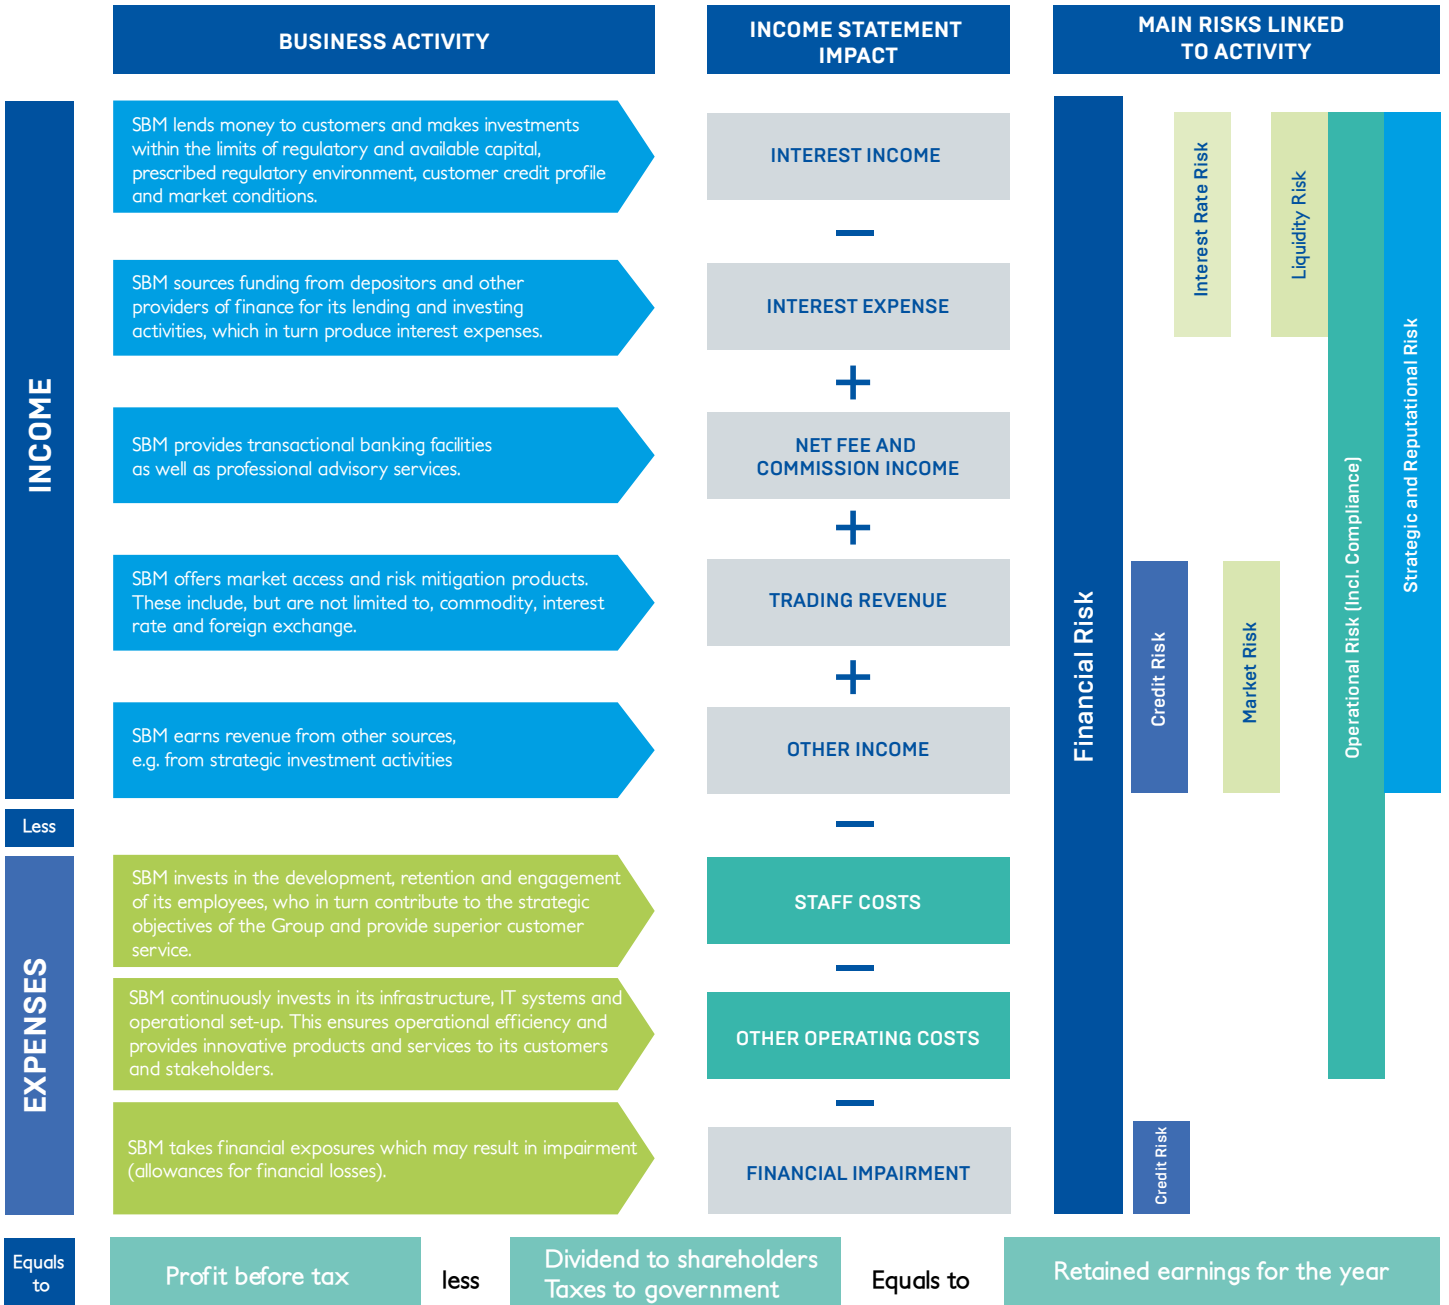 BUSINESS ACTIVITY
INCOME STATEMENT
IMPACT
MAIN RISKS LINKED
TO ACTIVITY
INCOME
SBM lends money to customers and makes investments
within the limits of regulatory and available capital,
prescribed regulatory environment, customer credit profile
and market conditions.
INTEREST INCOME
—
SBM sources funding from depositors and other
providers of finance for its lending and investing
activities, which in turn produce interest expenses.
INTEREST EXPENSE
+
SBM provides transactional banking facilities
as well as professional advisory services.
NET FEE AND
COMMISSION INCOME
+
SBM offers market access and risk mitigation products.
These include, but are not limited to, commodity, interest
rate and foreign exchange.
TRADING REVENUE
+
SBM earns revenue from other sources,
e.g. from strategic investment activities
OTHER INCOME
Less
—
EXPENSES
SBM invests in the development, retention and engagement
of its employees, who in turn contribute to the strategic
objectives of the Group and provide superior customer
service.
STAFF COSTS
—
SBM continuously invests in its infrastructure, IT systems and
operational set-up. This ensures operational efficiency and
provides innovative products and services to its customers
and stakeholders.
OTHER OPERATING COSTS
—
SBM takes financial exposures which may result in impairment
(allowances for financial losses).
FINANCIAL IMPAIRMENT
Financial Risk
Interest Rate Risk
Liquidity Risk
Credit Risk
Market Risk
Operational Risk (Incl. Compliance)
Strategic and Reputational Risk
Credit Risk
Equals
to
Profit before tax
less
Dividend to shareholders
Taxes to government
Equals to
Retained earnings for the year